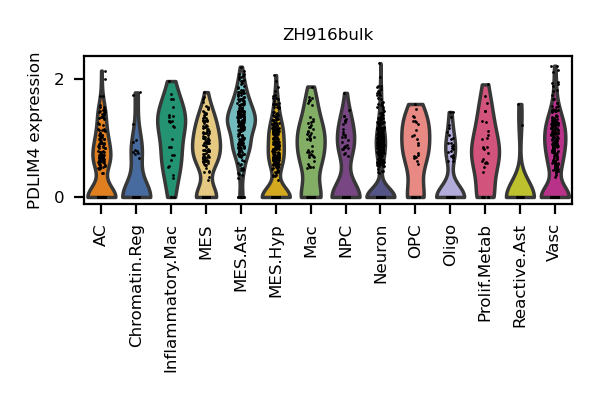 ZH916bulk
PDLIM4 expression
2
0
AC
Chromatin.Reg
Inflammatory.Mac
MES
MES.Ast
MES.Hyp
Mac
NPC
Neuron
OPC
Oligo
Prolif.Metab
Reactive.Ast
Vasc